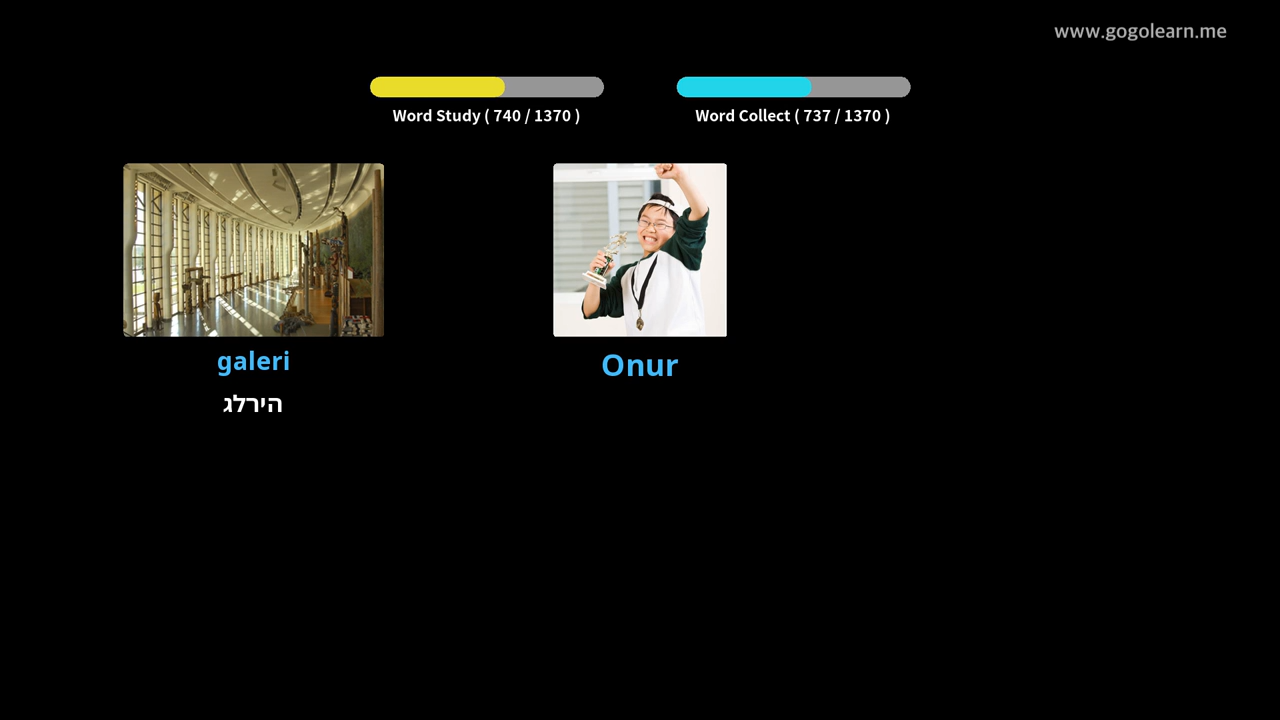 www.gogolearn.me
Word Study ( 740 / 1370 )
Word Collect ( 737 / 1370 )
galeri
הירלג
Onur